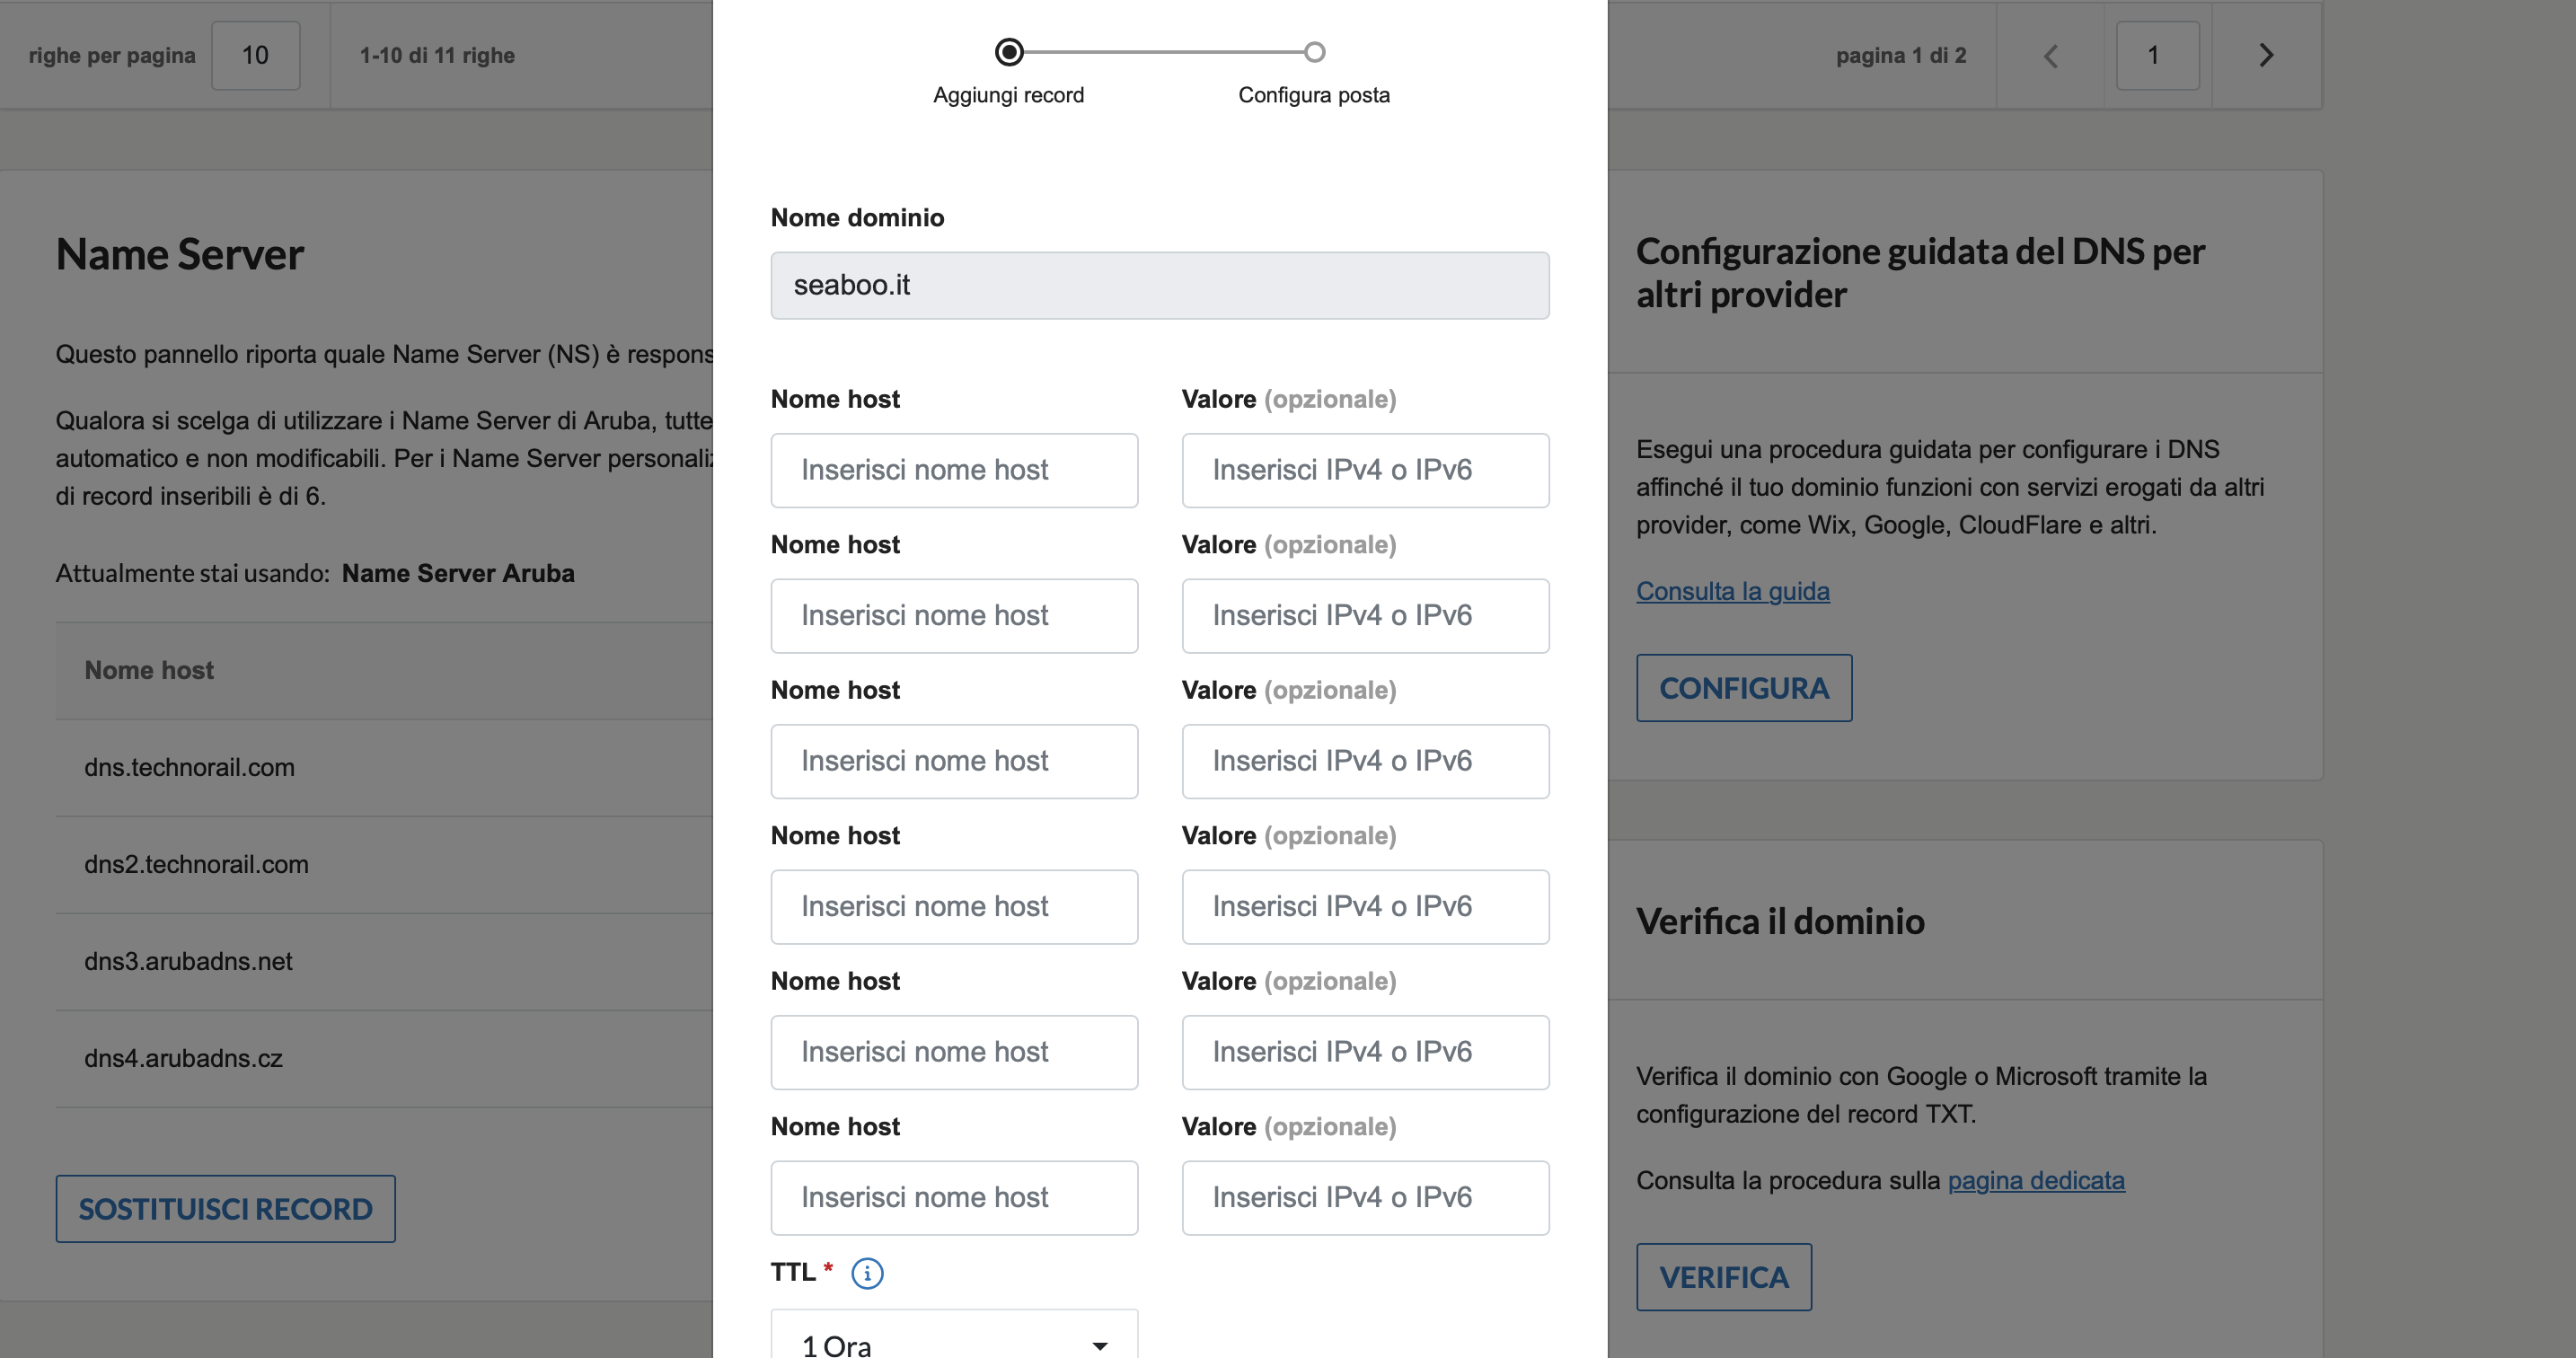 righe per pagina 10 1-10 di 11 righe
pagina 1 di 2 1
Name Server
Questo pannello riporta quale Name Server (NS) è respons
Qualora si scelga di utilizzare i Name Server di Aruba, tutte
automatico e non modificabili. Per i Name Server personaliz
di record inseribili è di 6.
Attualmente stai usando: Name Server Aruba
Nome host
dns.technorail.com
dns2.technorail.com
dns3.arubadns.net
dns4.arubadns.cz
SOSTITUISCI RECORD
Aggiungi record Configura posta
Nome dominio
seaboo.it
Nome host Valore (opzionale)
Inserisci nome host Inserisci IPv4 o IPv6
Nome host Valore (opzionale)
Inserisci nome host Inserisci IPv4 o IPv6
Nome host Valore (opzionale)
Inserisci nome host Inserisci IPv4 o IPv6
Nome host Valore (opzionale)
Inserisci nome host Inserisci IPv4 o IPv6
Nome host Valore (opzionale)
Inserisci nome host Inserisci IPv4 o IPv6
Nome host Valore (opzionale)
Inserisci nome host Inserisci IPv4 o IPv6
TTL *
1 Ora
Configurazione guidata del DNS per
altri provider
Esegui una procedura guidata per configurare i DNS
affinché il tuo dominio funzioni con servizi erogati da altri
provider, come Wix, Google, CloudFlare e altri.
Consulta la guida
CONFIGURA
Verifica il dominio
Verifica il dominio con Google o Microsoft tramite la
configurazione del record TXT.
Consulta la procedura sulla pagina dedicata
VERIFICA